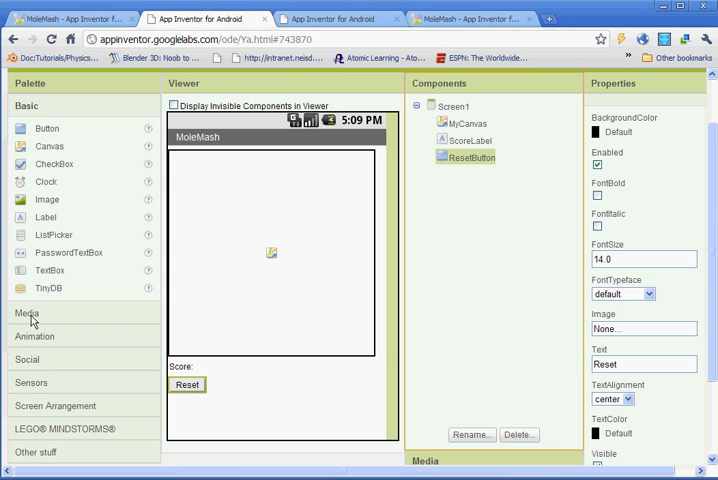 MoleMash – App Inventor f...
App Inventor for Android
App Inventor for Android
MoleMash – App Inventor f...
appinventor.googlelabs.com/ode/Ya.html#743870
Doc:Tutorials/Physics...
Blender 3D: Noob to ...
http://intranet.neisd...
Atomic Learning - Ato...
ESPN: The Worldwide...
»
Other bookmarks
Palette
Viewer
Components
Properties
Basic
Button
Canvas
CheckBox
Clock
Image
Label
ListPicker
PasswordTextBox
TextBox
TinyDB
Media
Animation
Social
Sensors
Screen Arrangement
LEGO® MINDSTORMS®
Other stuff
Display Invisible Components in Viewer
5:09 PM
MoleMash
Score:
Reset
Screen1
MyCanvas
ScoreLabel
ResetButton
Rename...
Delete...
Media
BackgroundColor
Default
Enabled
FontBold
FontItalic
FontSize
14.0
FontTypeface
default
Image
None...
Text
Reset
TextAlignment
center
TextColor
Default
Visible